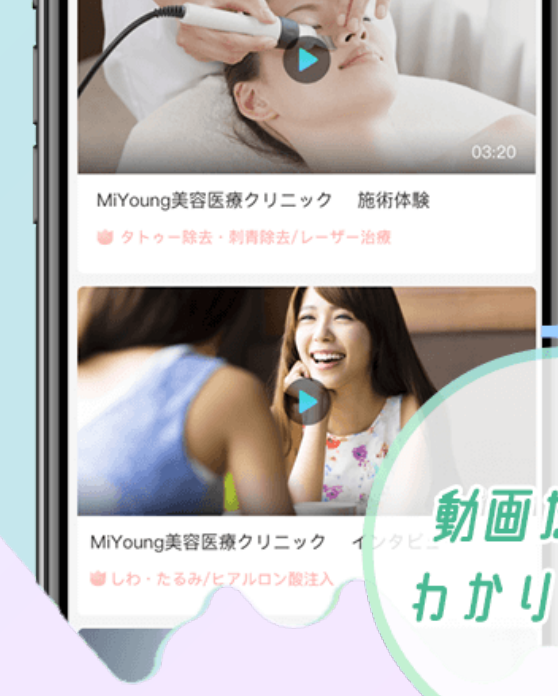 03:20
MiYoung美容医療クリニック 施術体験
タトゥー除去・刺青除去/レーザー治療
MiYoung美容医療クリニック インタビュー
しわ・たるみ/ヒアルロン酸注入
動画だ
わかり